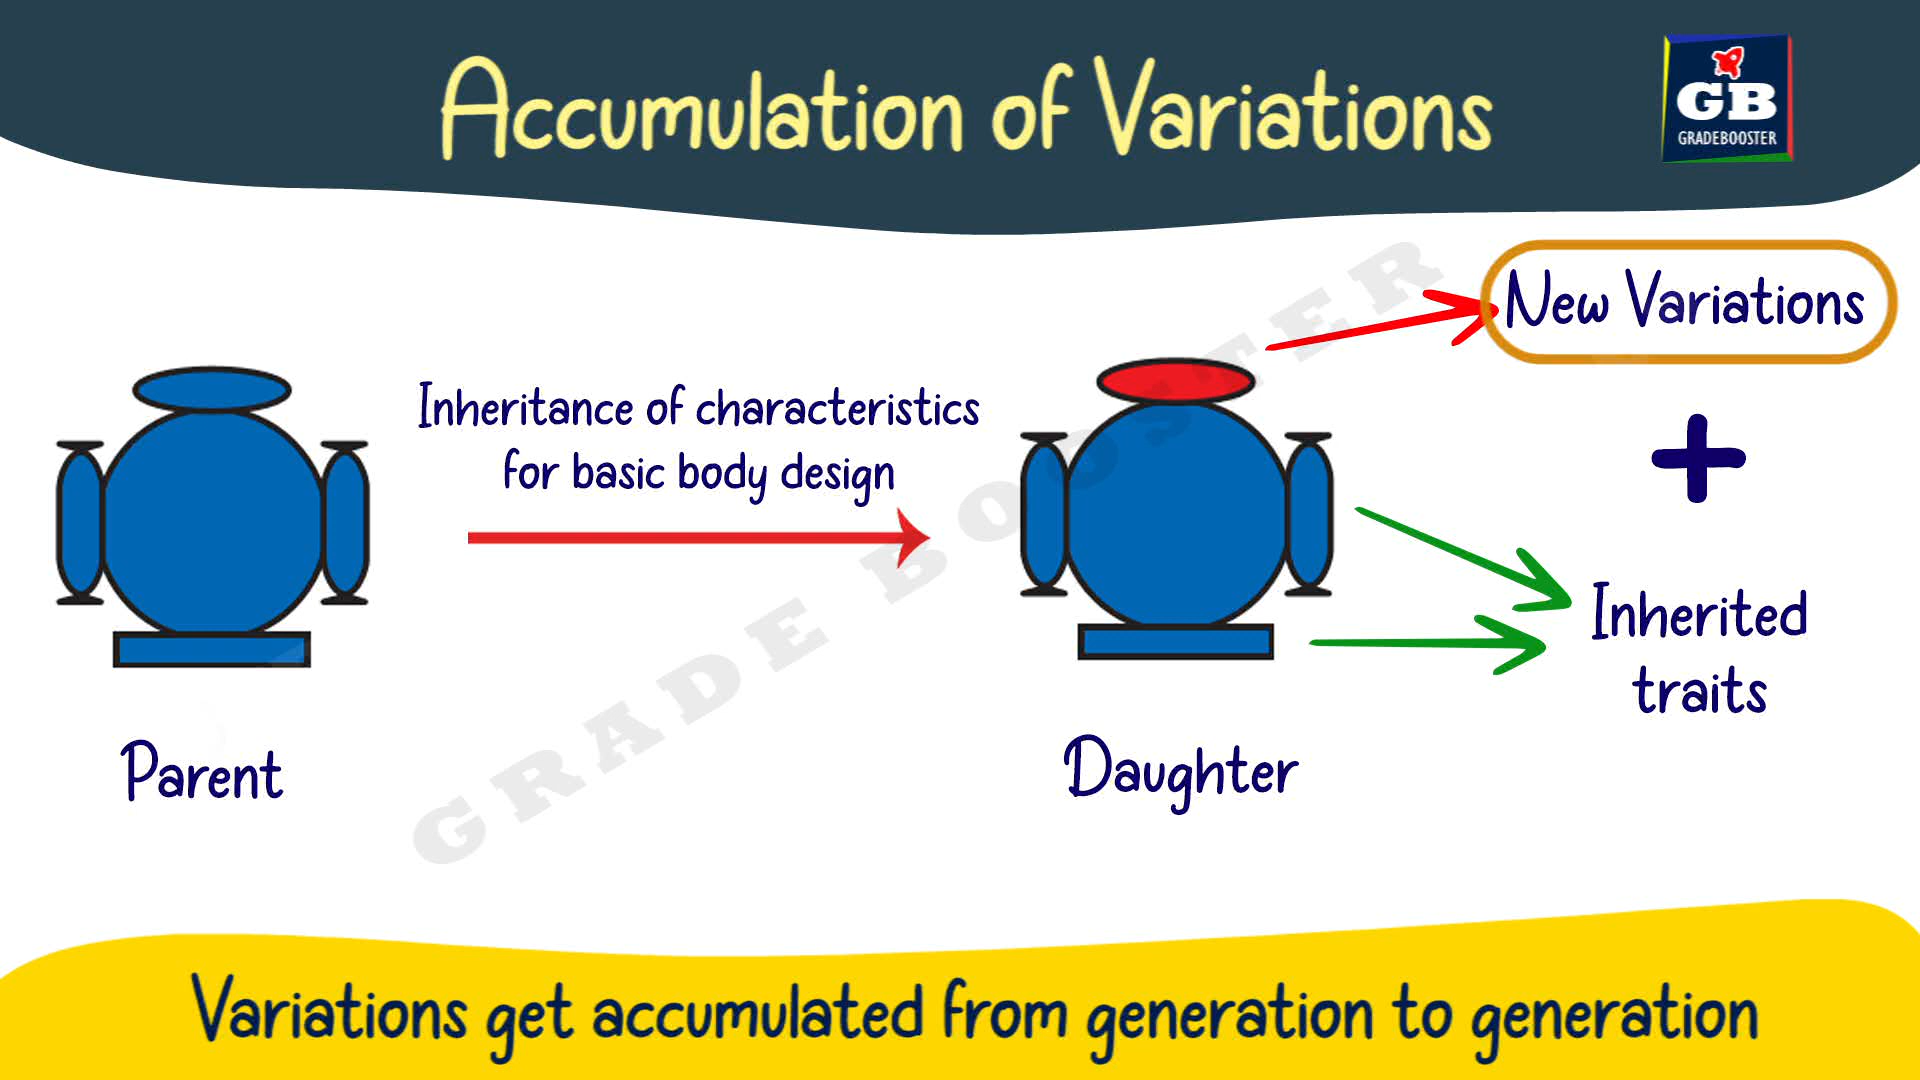 Accumulation of Variations
GB
GRADEBOOSTER
New Variations
Inheritance of characteristics
for basic body design
Inherited
traits
Parent
Daughter
GRADE BOOSTER
Variations get accumulated from generation to generation